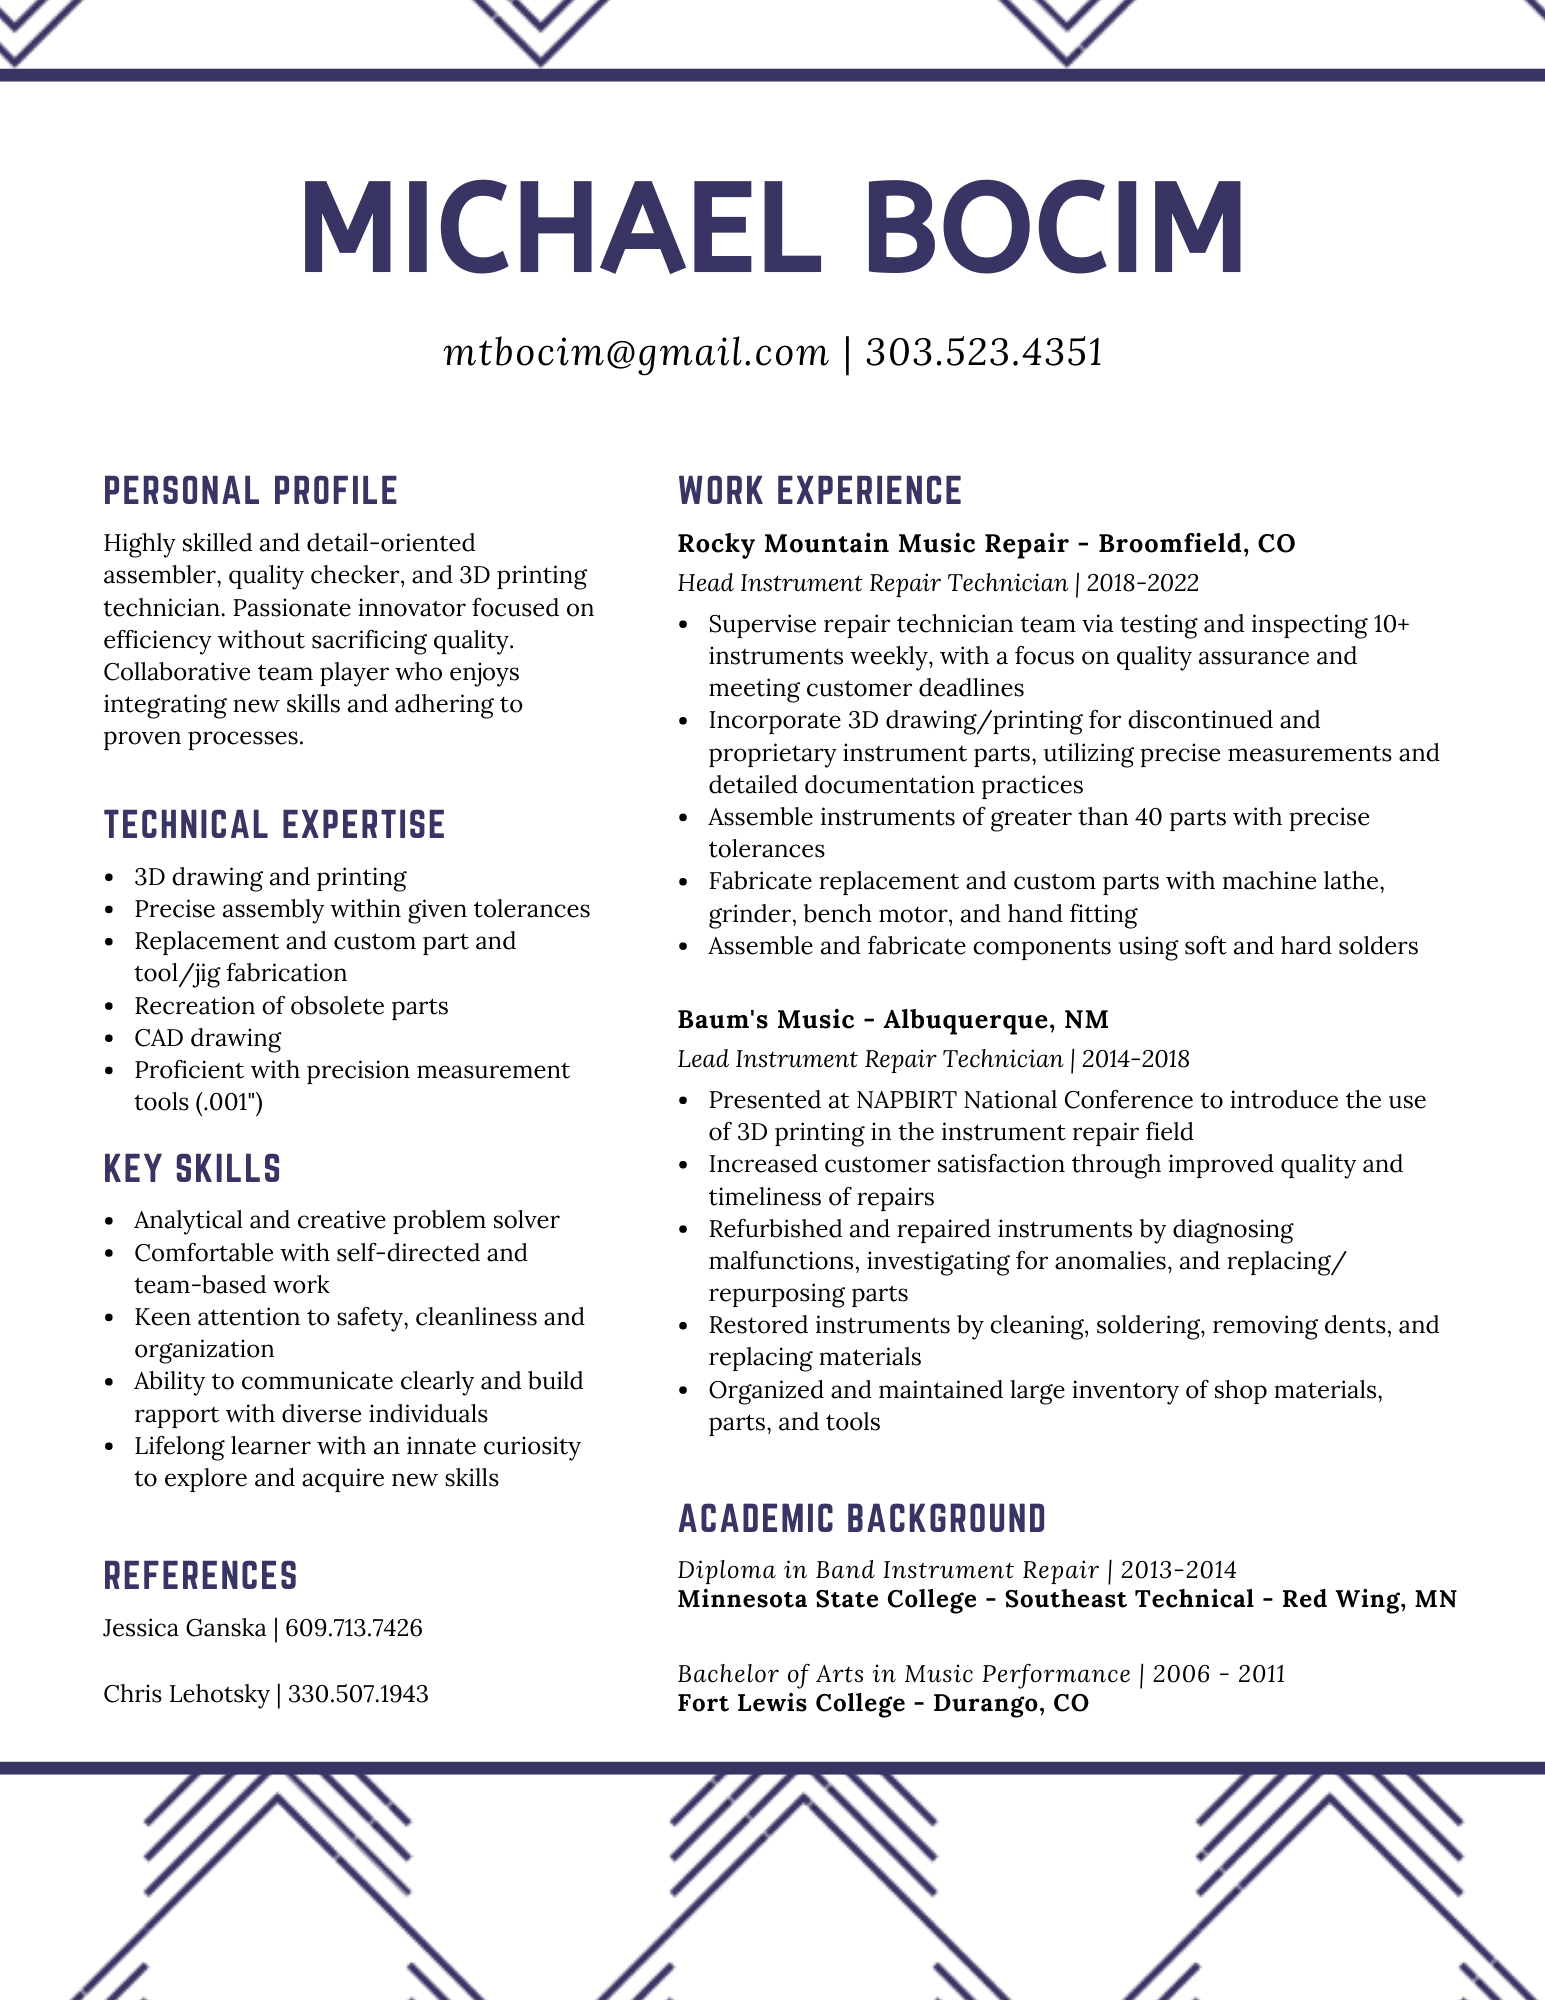 MICHAEL BOCIM
mtbocim@gmail.com | 303.523.4351
PERSONAL PROFILE
Highly skilled and detail-oriented
assembler, quality checker, and 3D printing
technician. Passionate innovator focused on
efficiency without sacrificing quality.
Collaborative team player who enjoys
integrating new skills and adhering to
proven processes.
TECHNICAL EXPERTISE
• 3D drawing and printing
• Precise assembly within given tolerances
• Replacement and custom part and
tool/jig fabrication
• Recreation of obsolete parts
• CAD drawing
• Proficient with precision measurement
tools (.001")
KEY SKILLS
• Analytical and creative problem solver
• Comfortable with self-directed and
team-based work
• Keen attention to safety, cleanliness and
organization
• Ability to communicate clearly and build
rapport with diverse individuals
• Lifelong learner with an innate curiosity
to explore and acquire new skills
REFERENCES
Jessica Ganska | 609.713.7426
Chris Lehotsky | 330.507.1943
WORK EXPERIENCE
Rocky Mountain Music Repair - Broomfield, CO
Head Instrument Repair Technician | 2018-2022
• Supervise repair technician team via testing and inspecting 10+
instruments weekly, with a focus on quality assurance and
meeting customer deadlines
• Incorporate 3D drawing/printing for discontinued and
proprietary instrument parts, utilizing precise measurements and
detailed documentation practices
• Assemble instruments of greater than 40 parts with precise
tolerances
• Fabricate replacement and custom parts with machine lathe,
grinder, bench motor, and hand fitting
• Assemble and fabricate components using soft and hard solders
Baum's Music - Albuquerque, NM
Lead Instrument Repair Technician | 2014-2018
• Presented at NAPBIRT National Conference to introduce the use
of 3D printing in the instrument repair field
• Increased customer satisfaction through improved quality and
timeliness of repairs
• Refurbished and repaired instruments by diagnosing
malfunctions, investigating for anomalies, and replacing/
repurposing parts
• Restored instruments by cleaning, soldering, removing dents, and
replacing materials
• Organized and maintained large inventory of shop materials,
parts, and tools
ACADEMIC BACKGROUND
Diploma in Band Instrument Repair | 2013-2014
Minnesota State College - Southeast Technical - Red Wing, MN
Bachelor of Arts in Music Performance | 2006 - 2011
Fort Lewis College - Durango, CO